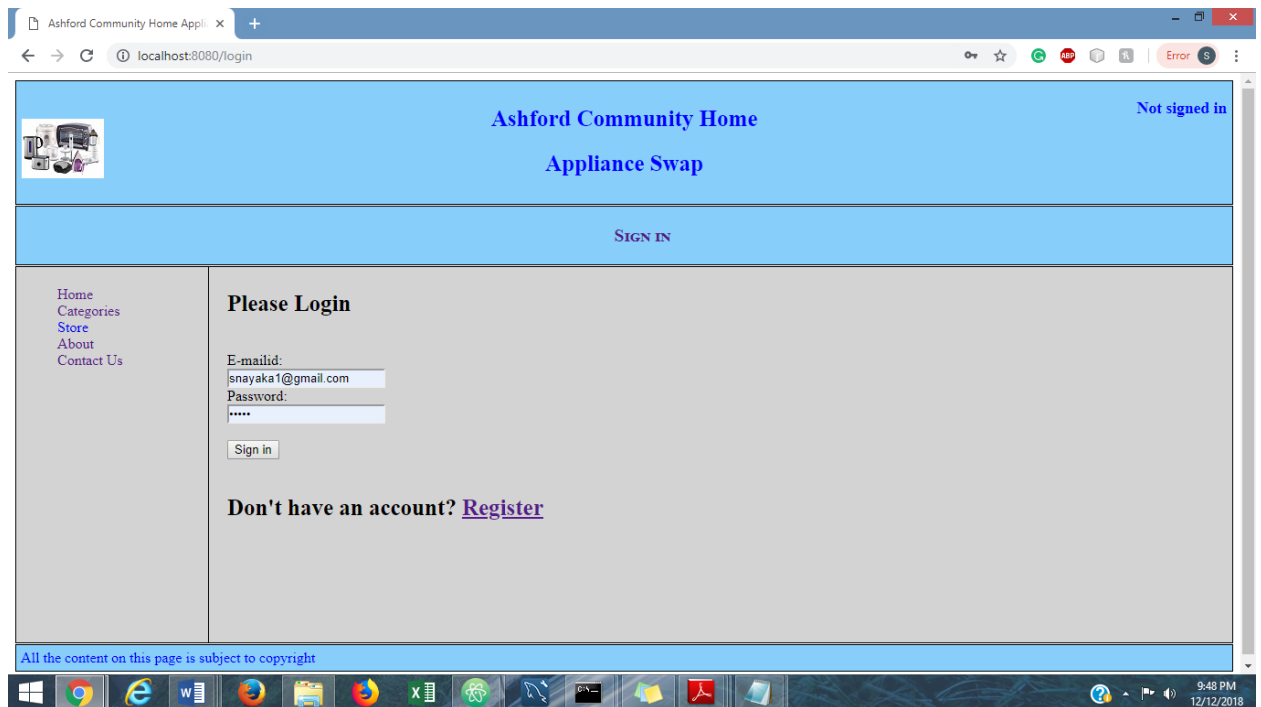 Ashford Community Home Appli
localhost:8080/login
ABP
Error S
Ashford Community Home
Appliance Swap
Not signed in
Sign in
Home
Categories
Store
About
Contact Us
Please Login
E-mailid:
snayaka1@gmail.com
Password:
•••••
Sign in
Don't have an account? Register
All the content on this page is subject to copyright
9:48 PM
12/12/2018